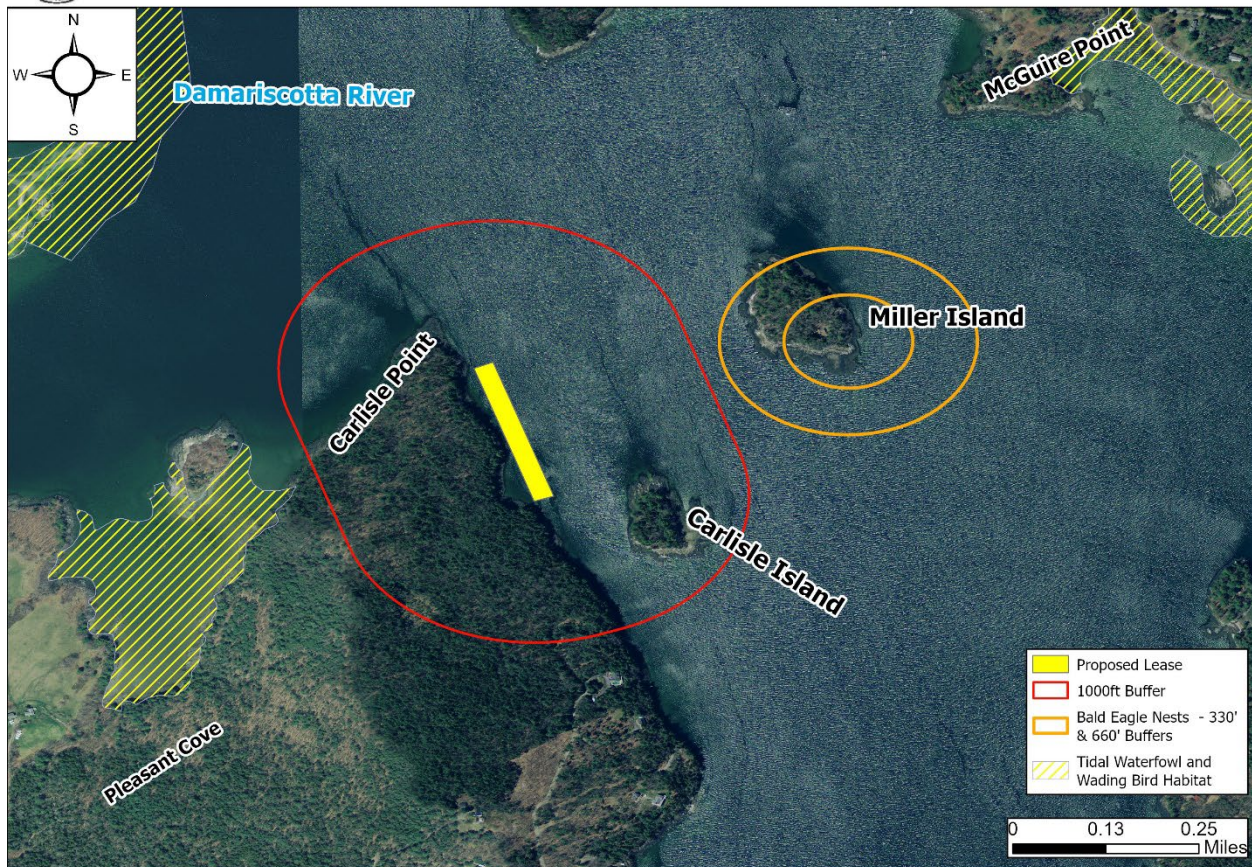 N
W
E
S
Damariscotta River
McGuire Point
Miller Island
Carlisle Point
Carlisle Island
Pleasant Cove
Proposed Lease
1000ft Buffer
Bald Eagle Nests - 330'
& 660' Buffers
Tidal Waterfowl and
Wading Bird Habitat
0
0.13
0.25
Miles